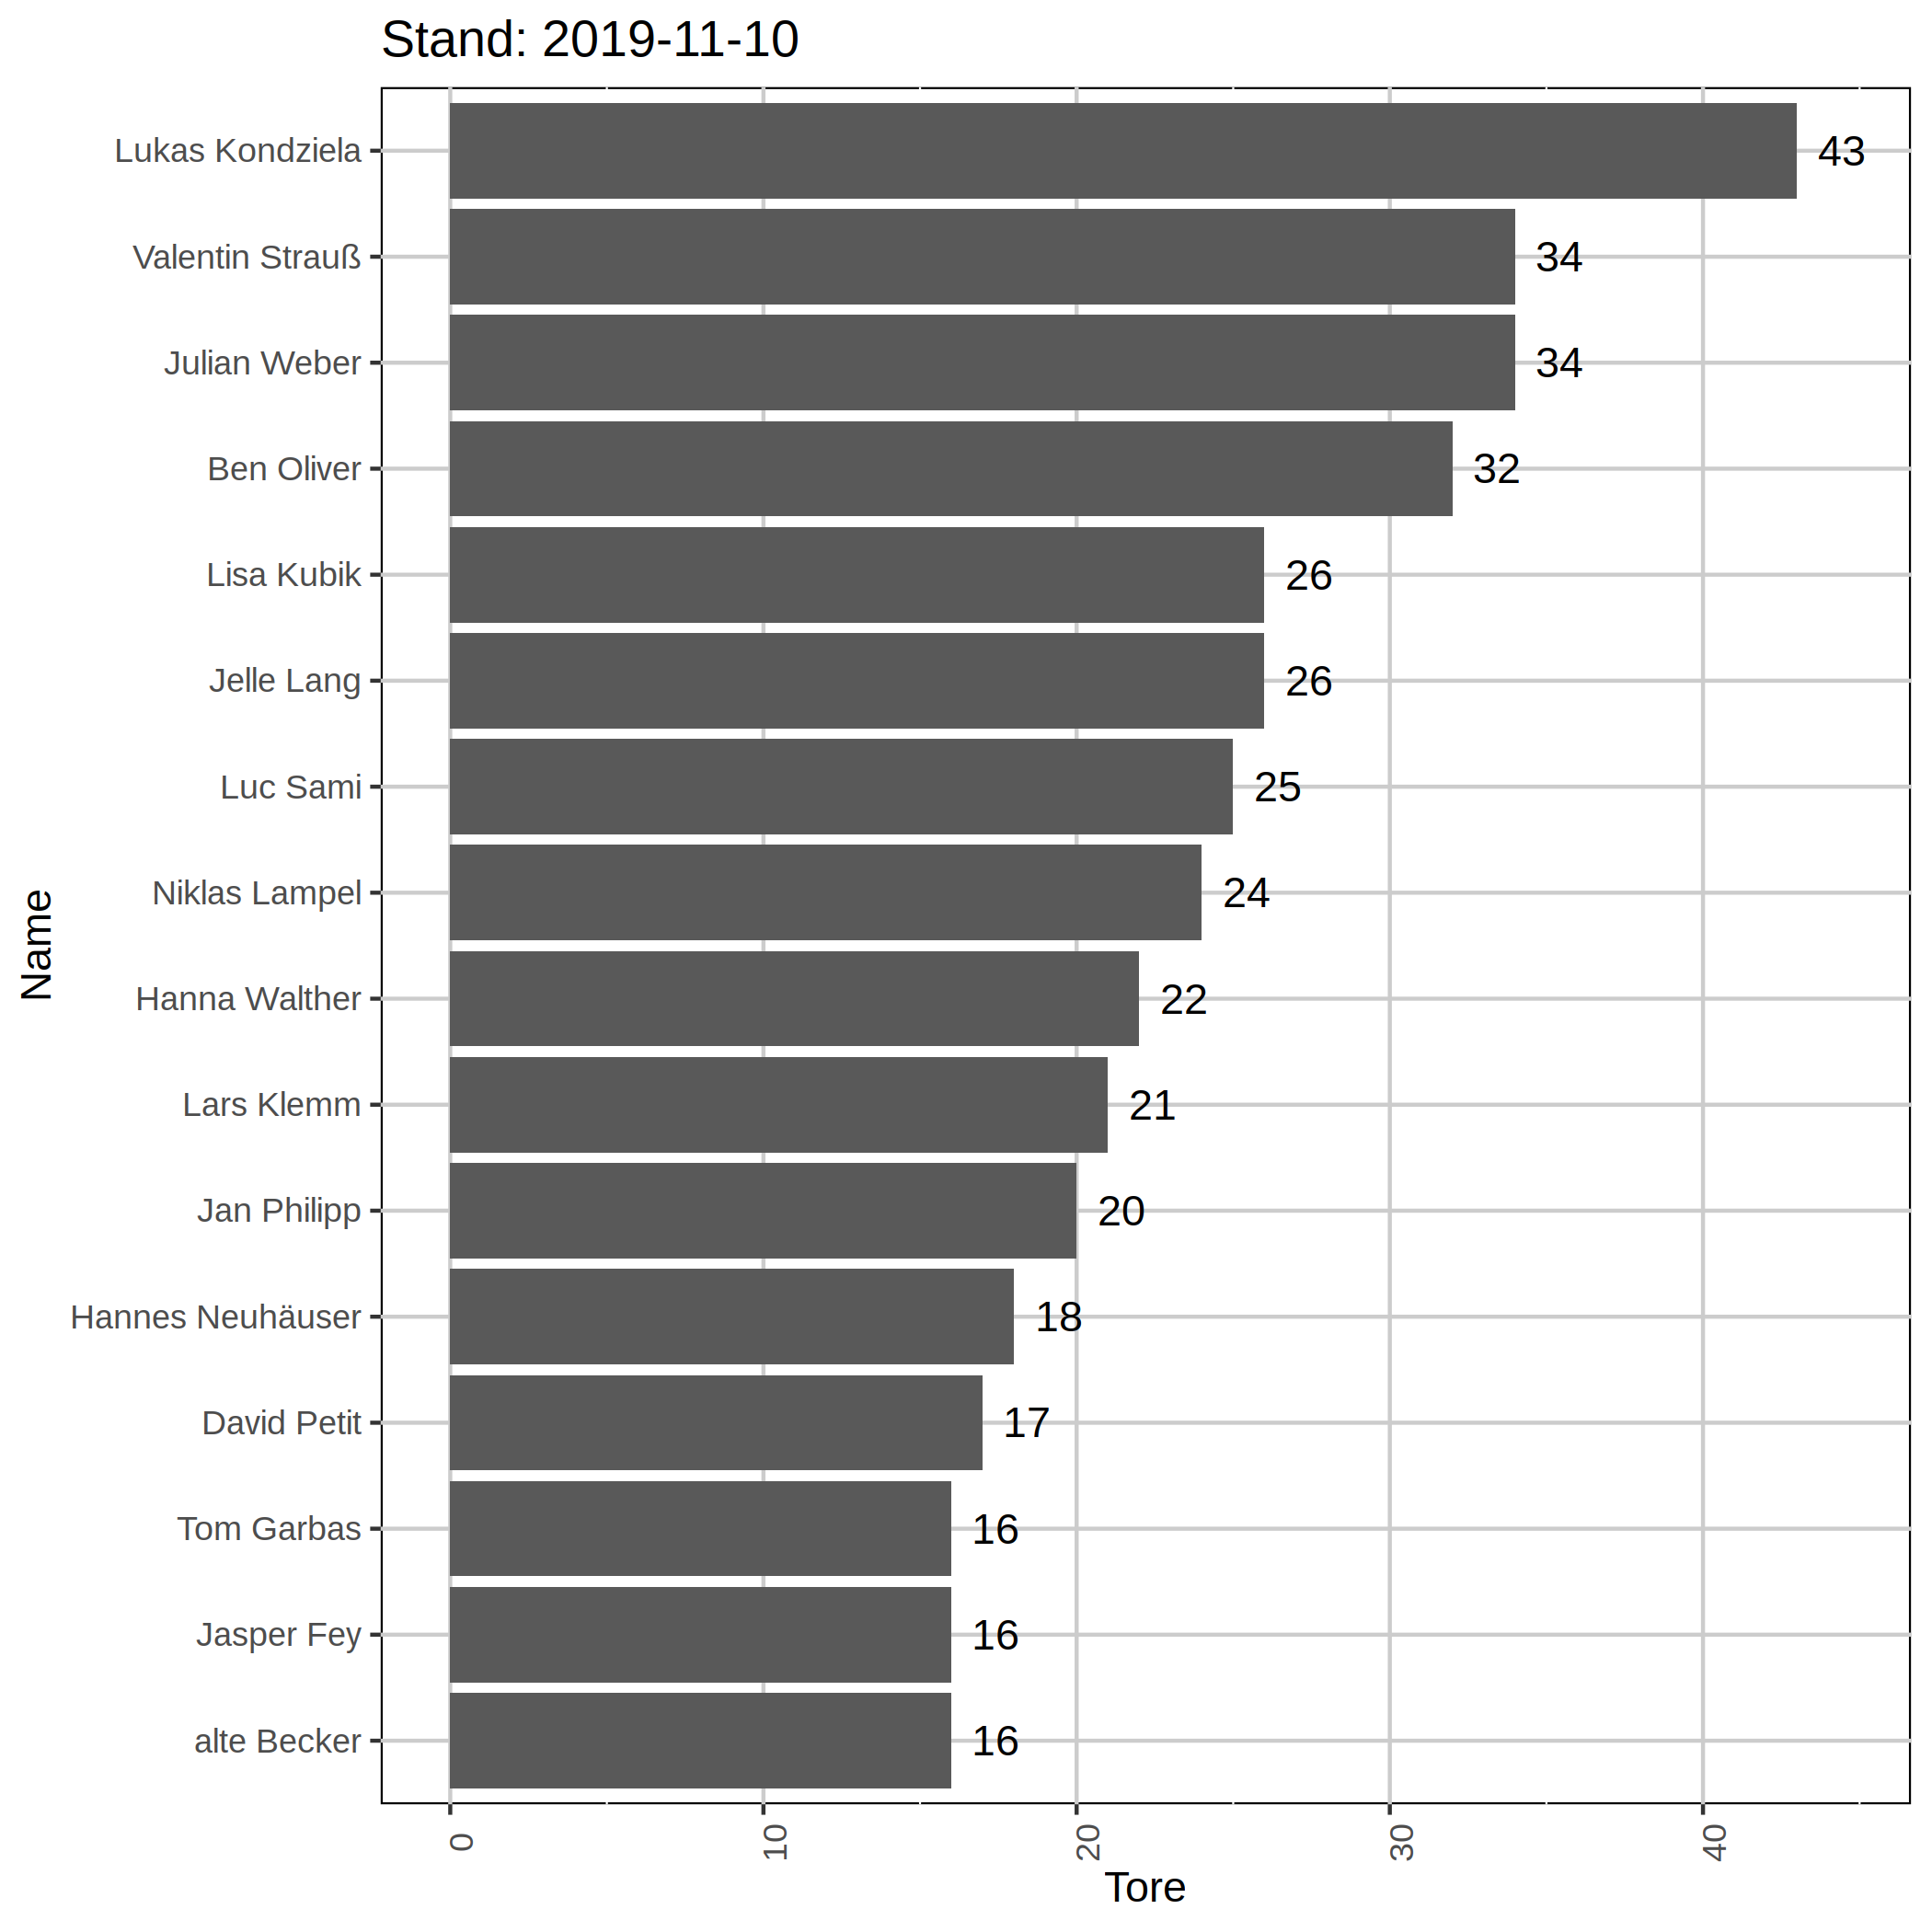 Stand: 2019-11-10
Lukas Kondziela 43
Valentin Strauß 34
Julian Weber 34
Ben Oliver 32
Lisa Kubik 26
Jelle Lang 26
Luc Sami 25
Niklas Lampel 24
Hanna Walther 22
Lars Klemm 21
Jan Philipp 20
Hannes Neuhäuser 18
David Petit 17
Tom Garbas 16
Jasper Fey 16
alte Becker 16
Name
0 10 20 30 40
Tore